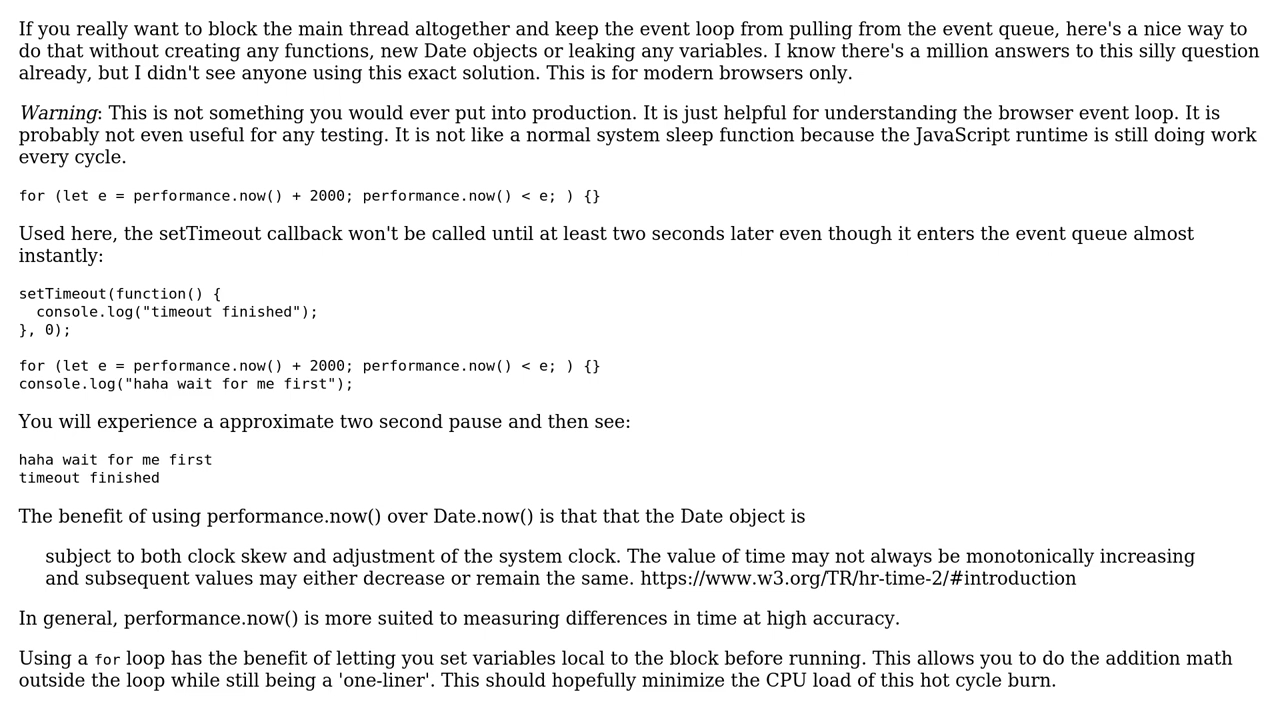 If you really want to block the main thread altogether and keep the event loop from pulling from the event queue, here's a nice way to
do that without creating any functions, new Date objects or leaking any variables. I know there's a million answers to this silly question
already, but I didn't see anyone using this exact solution. This is for modern browsers only.
Warning: This is not something you would ever put into production. It is just helpful for understanding the browser event loop. It is
probably not even useful for any testing. It is not like a normal system sleep function because the JavaScript runtime is still doing work
every cycle.
for (let e = performance.now() + 2000; performance.now() < e; ) {}
Used here, the setTimeout callback won't be called until at least two seconds later even though it enters the event queue almost
instantly:
setTimeout(function() {
  console.log("timeout finished");
}, 0);
for (let e = performance.now() + 2000; performance.now() < e; ) {}
console.log("haha wait for me first");
You will experience a approximate two second pause and then see:
haha wait for me first
timeout finished
The benefit of using performance.now() over Date.now() is that that the Date object is
subject to both clock skew and adjustment of the system clock. The value of time may not always be monotonically increasing
and subsequent values may either decrease or remain the same. https://www.w3.org/TR/hr-time-2/#introduction
In general, performance.now() is more suited to measuring differences in time at high accuracy.
Using a for loop has the benefit of letting you set variables local to the block before running. This allows you to do the addition math
outside the loop while still being a 'one-liner'. This should hopefully minimize the CPU load of this hot cycle burn.